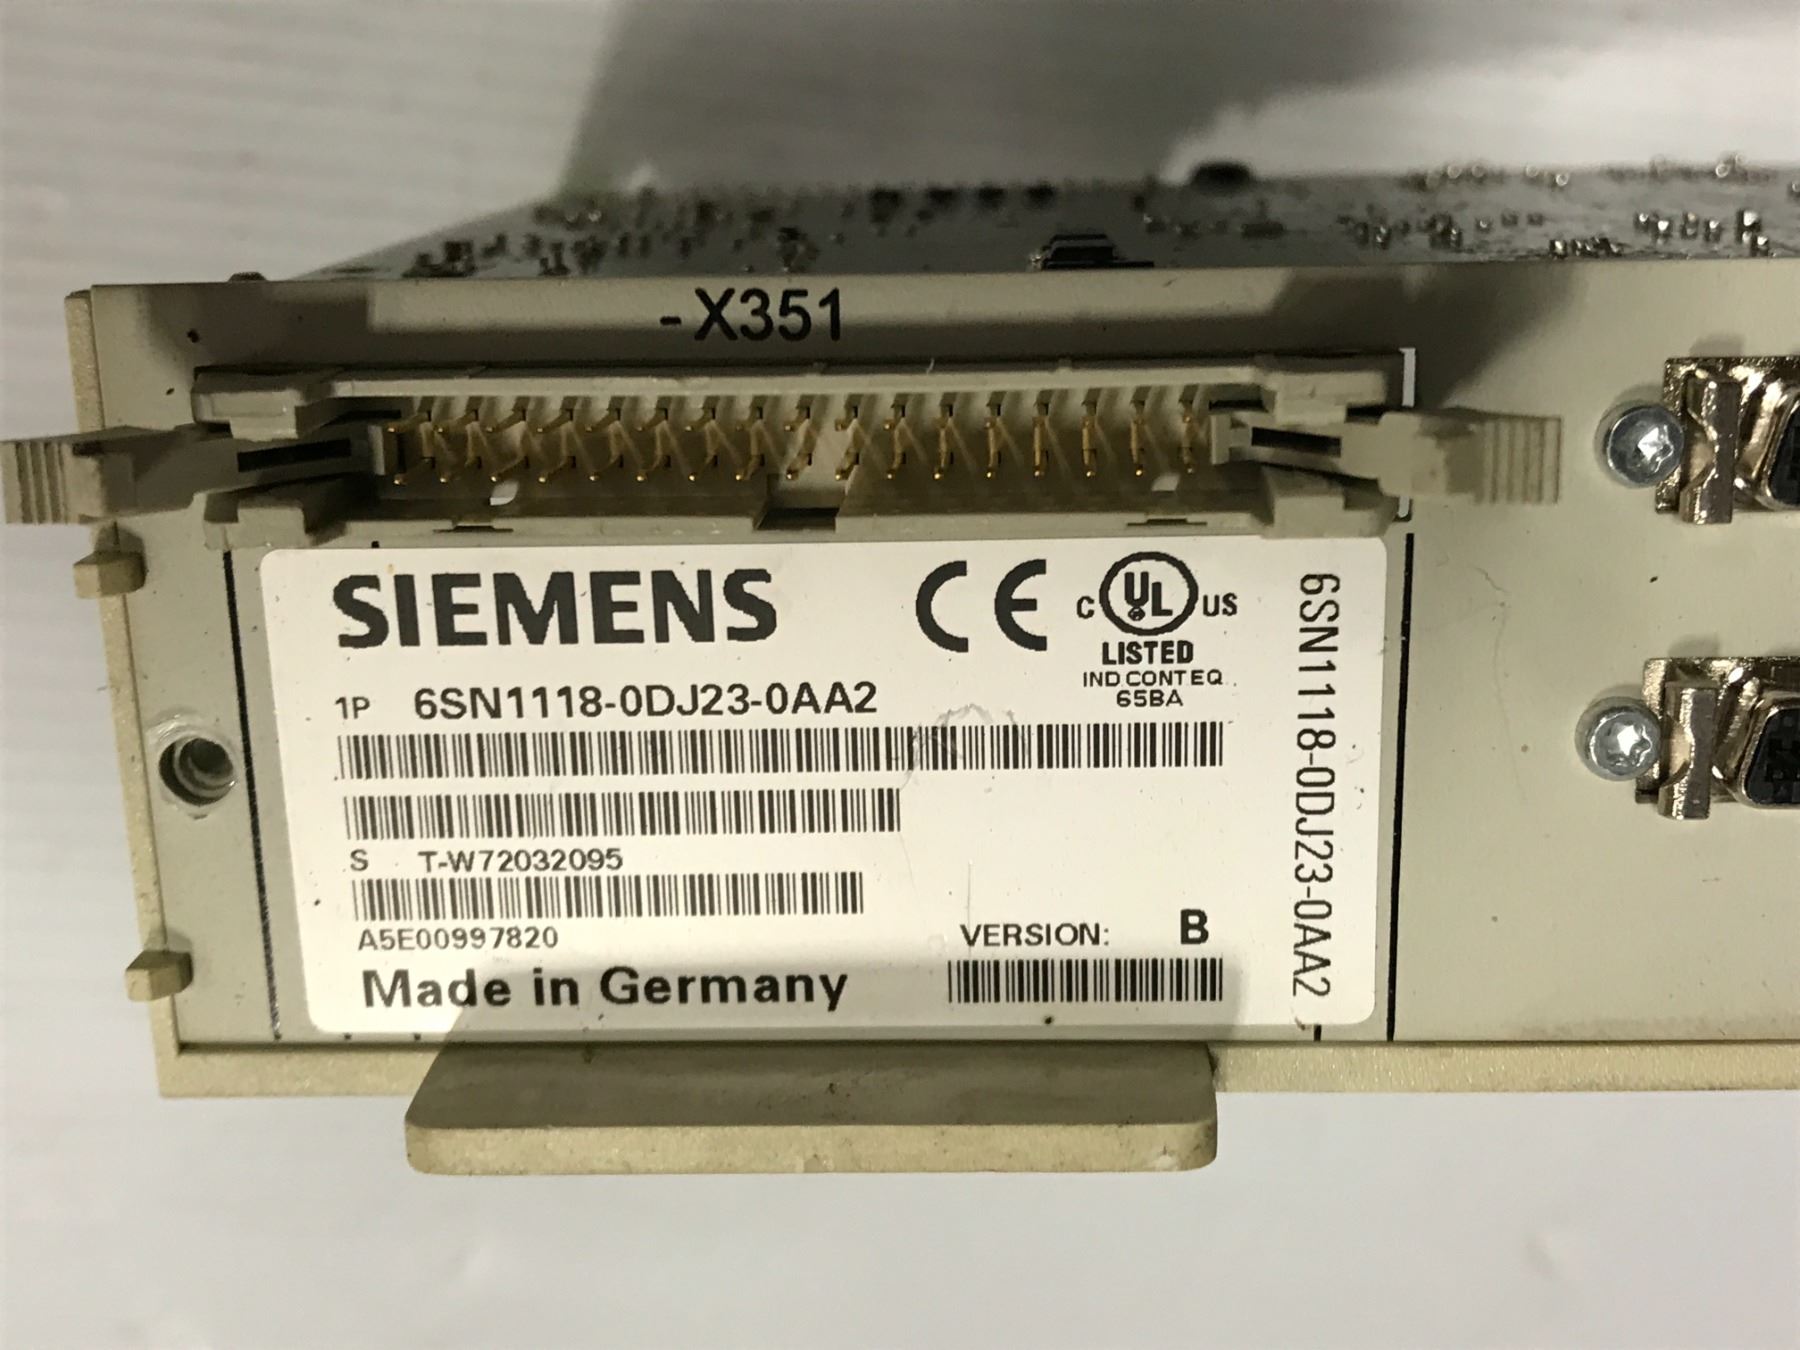 -X351
SIEMENS
CE
C UL US
LISTED
IND CONT EQ.
65BA
1P 6SN1118-0DJ23-0AA2
S T-W72032095
A5E00997820
VERSION: B
Made in Germany
6SN1118-0DJ23-0AA2